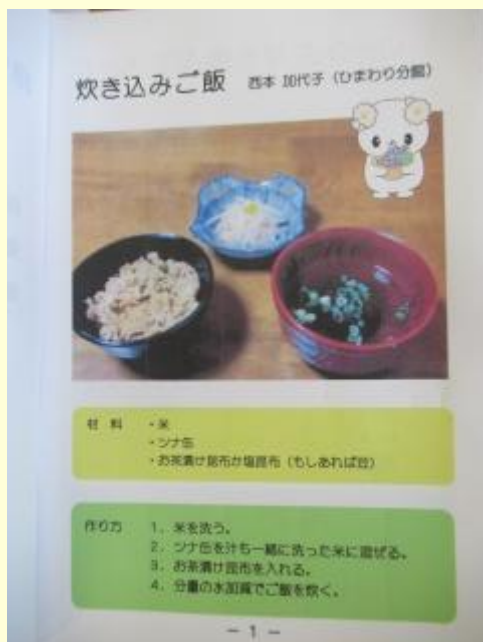 炊き込みご飯 西本 加代子（ひまわり分館）
材 料 ・米
・ツナ缶
・お茶漬け昆布か塩昆布（もしあれば豆）
作り方 1．米を洗う。
2．ツナ缶を汁も一緒に洗った米に混ぜる。
3．お茶漬け昆布を入れる。
4．分量の水加減でご飯を炊く。
－ 1 －